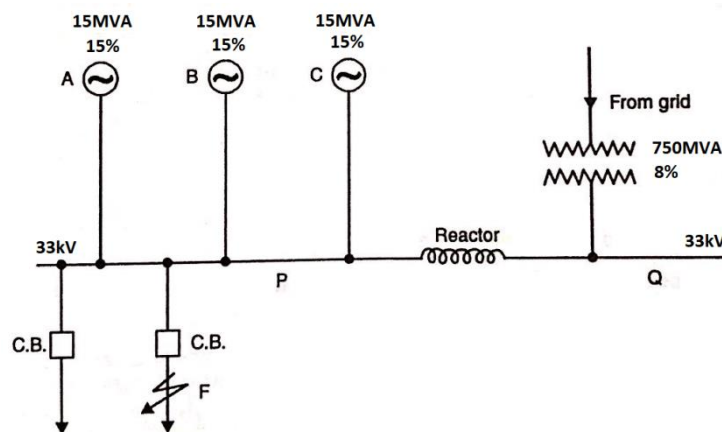 15MVA
15%
A
15MVA
15%
B
15MVA
15%
C
From grid
750MVA
8%
Reactor
33kV
P
33kV
Q
C.B.
C.B.
F